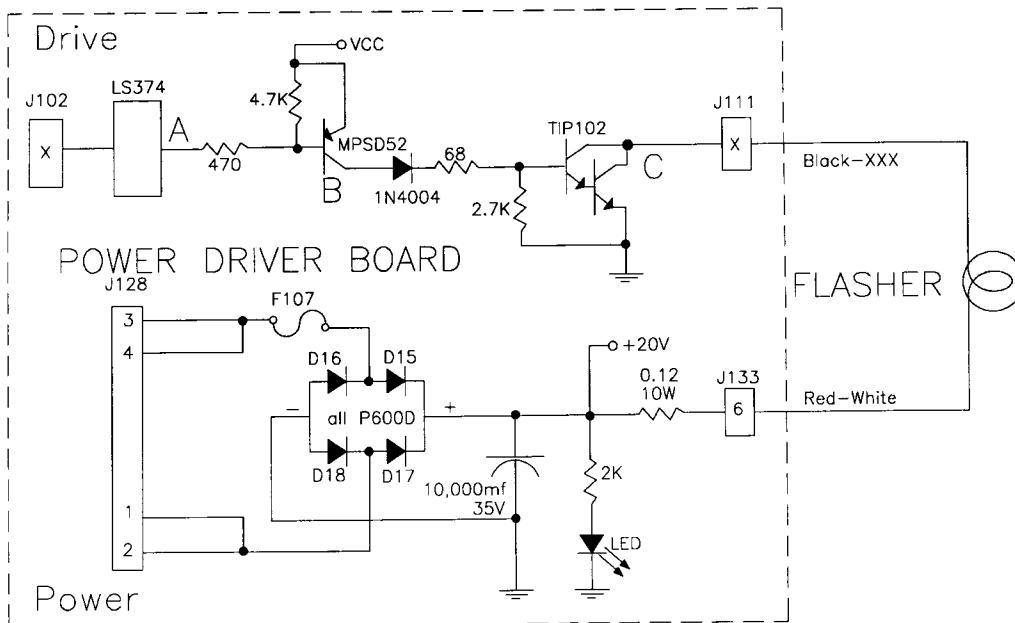 Drive
VCC
LS374
J102
X
A
4.7K
470
MPSD52
B
1N4004
68
2.7K
TIP102
C
J111
X
Black-XXX
POWER DRIVER BOARD
FLASHER
J128
3
4
1
2
F107
D16
D15
-
+
all P600D
D18
D17
10,000mf
35V
+20V
0.12
10W
J133
6
Red-White
2K
LED
Power